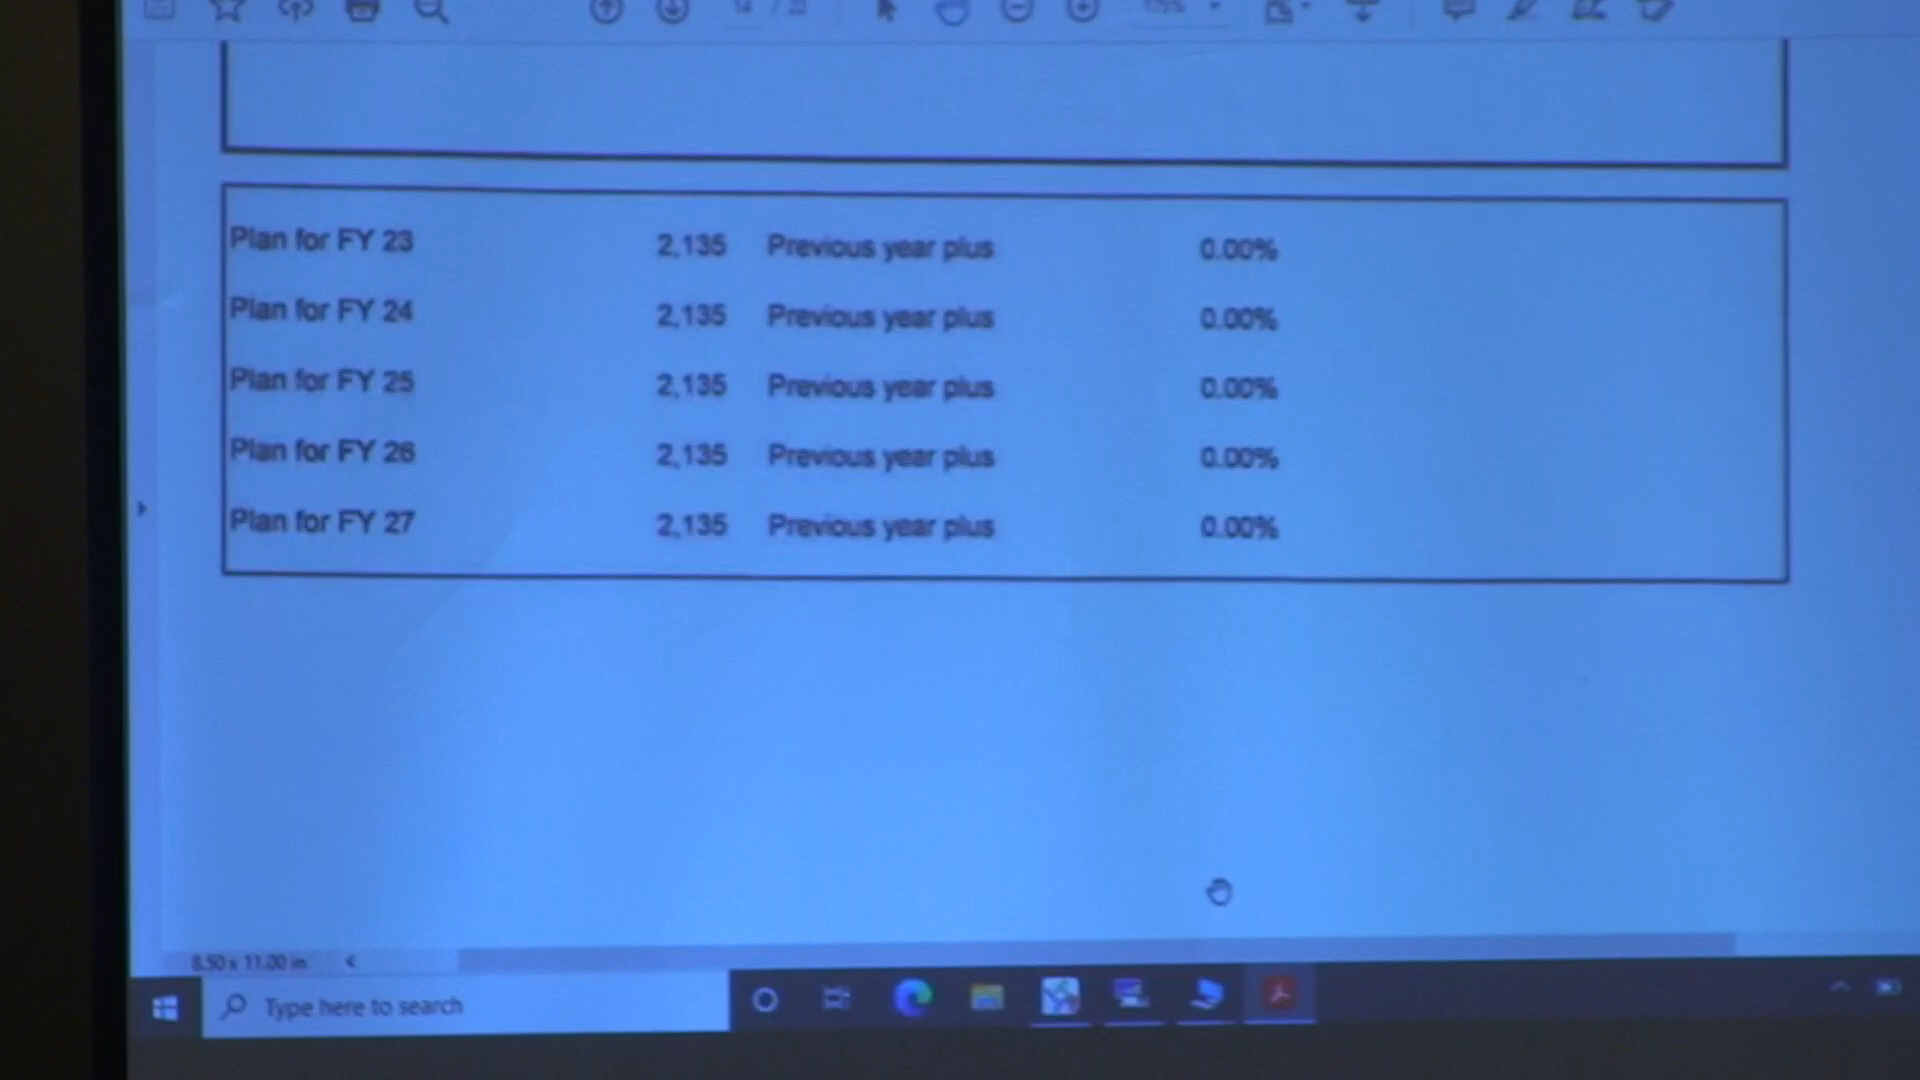 14 / 22 175%
Plan for FY 23 2,135 Previous year plus 0.00%
Plan for FY 24 2,135 Previous year plus 0.00%
Plan for FY 25 2,135 Previous year plus 0.00%
Plan for FY 26 2,135 Previous year plus 0.00%
Plan for FY 27 2,135 Previous year plus 0.00%
8.50 x 11.00 in
Type here to search